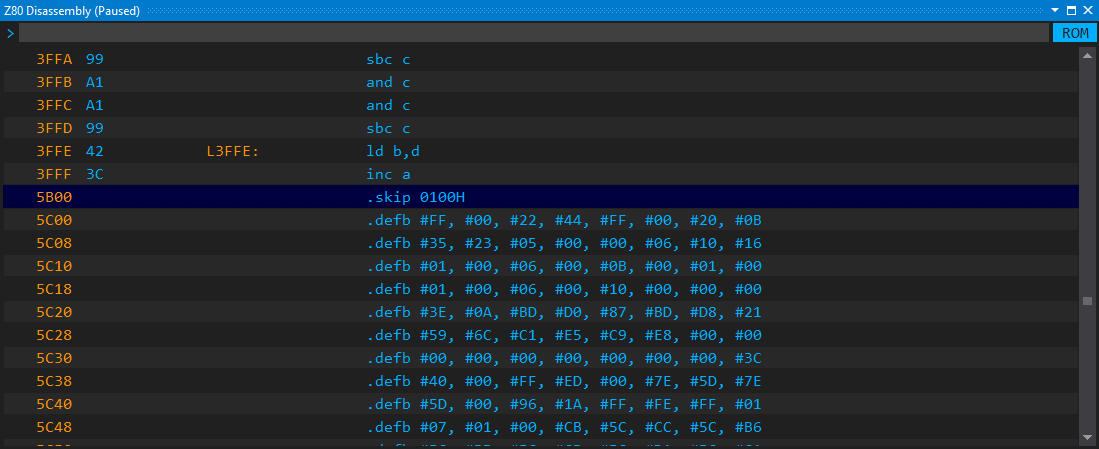 Z80 Disassembly (Paused)
> ROM
3FFA 99 sbc c
3FFB A1 and c
3FFC A1 and c
3FFD 99 sbc c
3FFE 42 L3FFE: ld b,d
3FFF 3C inc a
5B00 .skip 0100H
5C00 .defb #FF, #00, #22, #44, #FF, #00, #20, #0B
5C08 .defb #35, #23, #05, #00, #00, #06, #10, #16
5C10 .defb #01, #00, #06, #00, #0B, #00, #01, #00
5C18 .defb #01, #00, #06, #00, #10, #00, #00, #00
5C20 .defb #3E, #0A, #BD, #D0, #87, #BD, #D8, #21
5C28 .defb #59, #6C, #C1, #E5, #C9, #E8, #00, #00
5C30 .defb #00, #00, #00, #00, #00, #00, #00, #3C
5C38 .defb #40, #00, #FF, #ED, #00, #7E, #5D, #7E
5C40 .defb #5D, #00, #96, #1A, #FF, #FE, #FF, #01
5C48 .defb #07, #01, #00, #CB, #5C, #CC, #5C, #B6